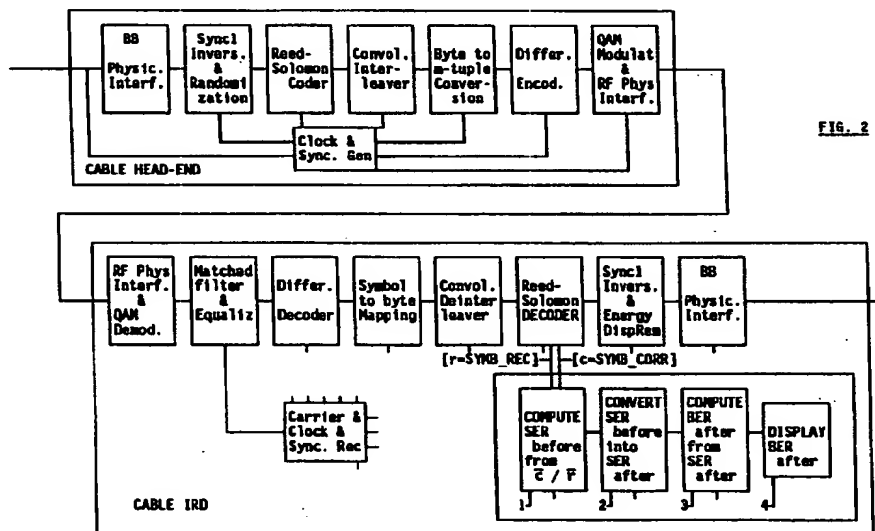 BB
Physic.
Interf.
Sync1
Invers.
&
Randomi
zation
Reed-
Solomon
Coder
Convol.
Inter-
leaver
Byte to
m-tuple
Conver-
sion
Differ.
Encod.
QAM
Modulat
&
RF Phys
Interf.
Clock &
Sync. Gen
CABLE HEAD-END
FIG. 2
RF Phys
Interf.
&
QAM
Demod.
Matched
filter
&
Equaliz
Differ.
Decoder
Symbol
to byte
Mapping
Convol.
Deinter
leaver
Reed-
Solomon
DECODER
Sync1
Invers.
&
Energy
DispRem
BB
Physic.
Interf.
[r=SYMB_REC]
[c=SYMB_CORR]
Carrier &
Clock &
Sync. Rec
COMPUTE
SER
before
from
c̅ / r̅
CONVERT
SER
before
into
SER
after
COMPUTE
BER
after
from
SER
after
DISPLAY
BER
after
1
2
3
4
CABLE IRD